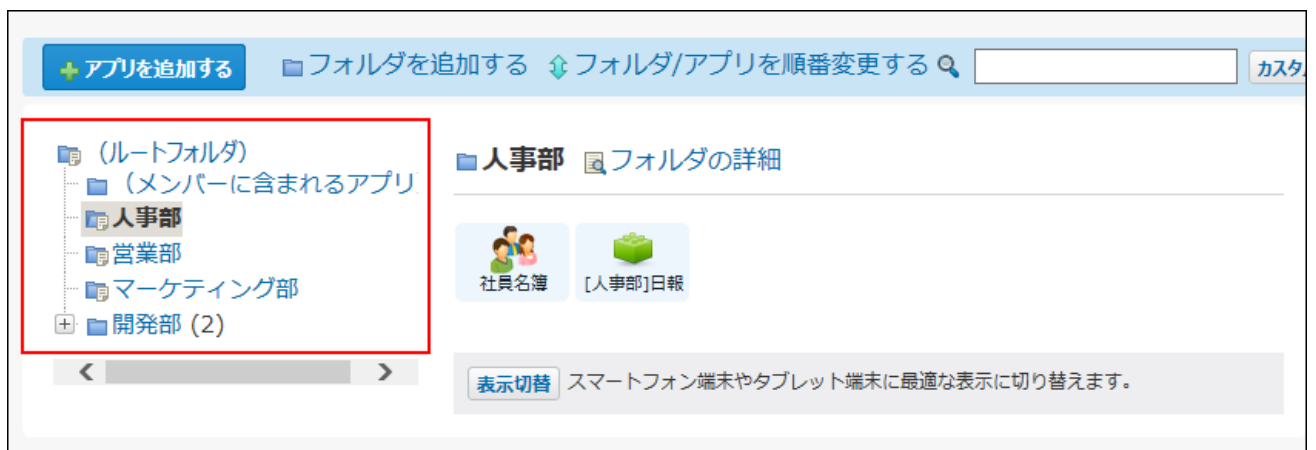 アプリを追加する フォルダを追加する フォルダ/アプリを順番変更する カスタ
(ルートフォルダ)
(メンバーに含まれるアプリ
人事部
営業部
マーケティング部
開発部 (2)
人事部 フォルダの詳細
社員名簿 [人事部]日報
表示切替 スマートフォン端末やタブレット端末に最適な表示に切り替えます。